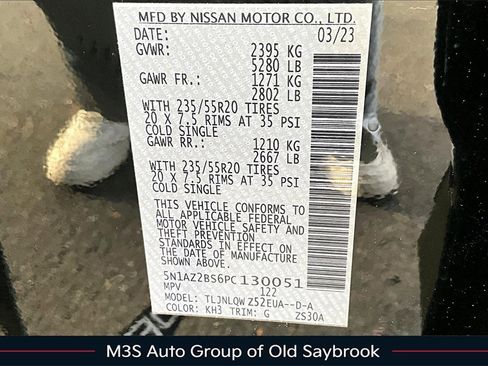 MFD BY NISSAN MOTOR CO., LTD.
DATE: 03/23
GVWR: 2395 KG
5280 LB
GAWR FR.: 1271 KG
2802 LB
WITH 235/55R20 TIRES
20 X 7.5 RIMS AT 35 PSI
COLD SINGLE
GAWR RR.: 1210 KG
2667 LB
WITH 235/55R20 TIRES
20 X 7.5 RIMS AT 35 PSI
COLD SINGLE
THIS VEHICLE CONFORMS TO
ALL APPLICABLE FEDERAL
MOTOR VEHICLE SAFETY AND
THEFT PREVENTION
STANDARDS IN EFFECT ON
THE DATE OF MANUFACTURE
SHOWN ABOVE.
5N1AZ2BS6PC130051
MPV 122
MODEL: TLJNLQW Z52EUA--D-A
COLOR: KH3 TRIM: G ZS30A
M3S Auto Group of Old Saybrook